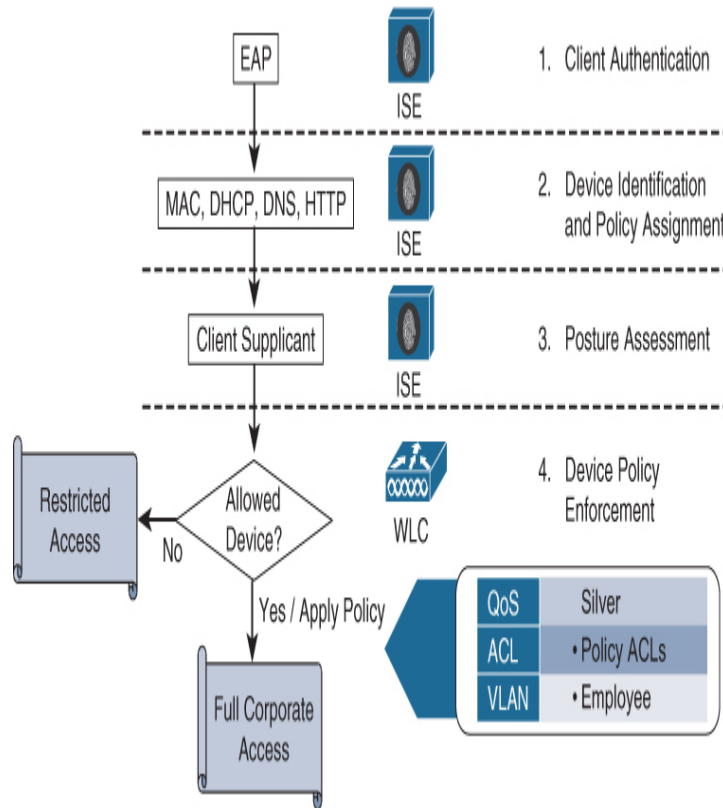 EAP
ISE
1. Client Authentication
MAC, DHCP, DNS, HTTP
ISE
2. Device Identification
and Policy Assignment
Client Supplicant
ISE
3. Posture Assessment
Restricted
Access
No
Allowed
Device?
WLC
4. Device Policy
Enforcement
Yes / Apply Policy
Full Corporate
Access
QoS Silver
ACL • Policy ACLs
VLAN • Employee